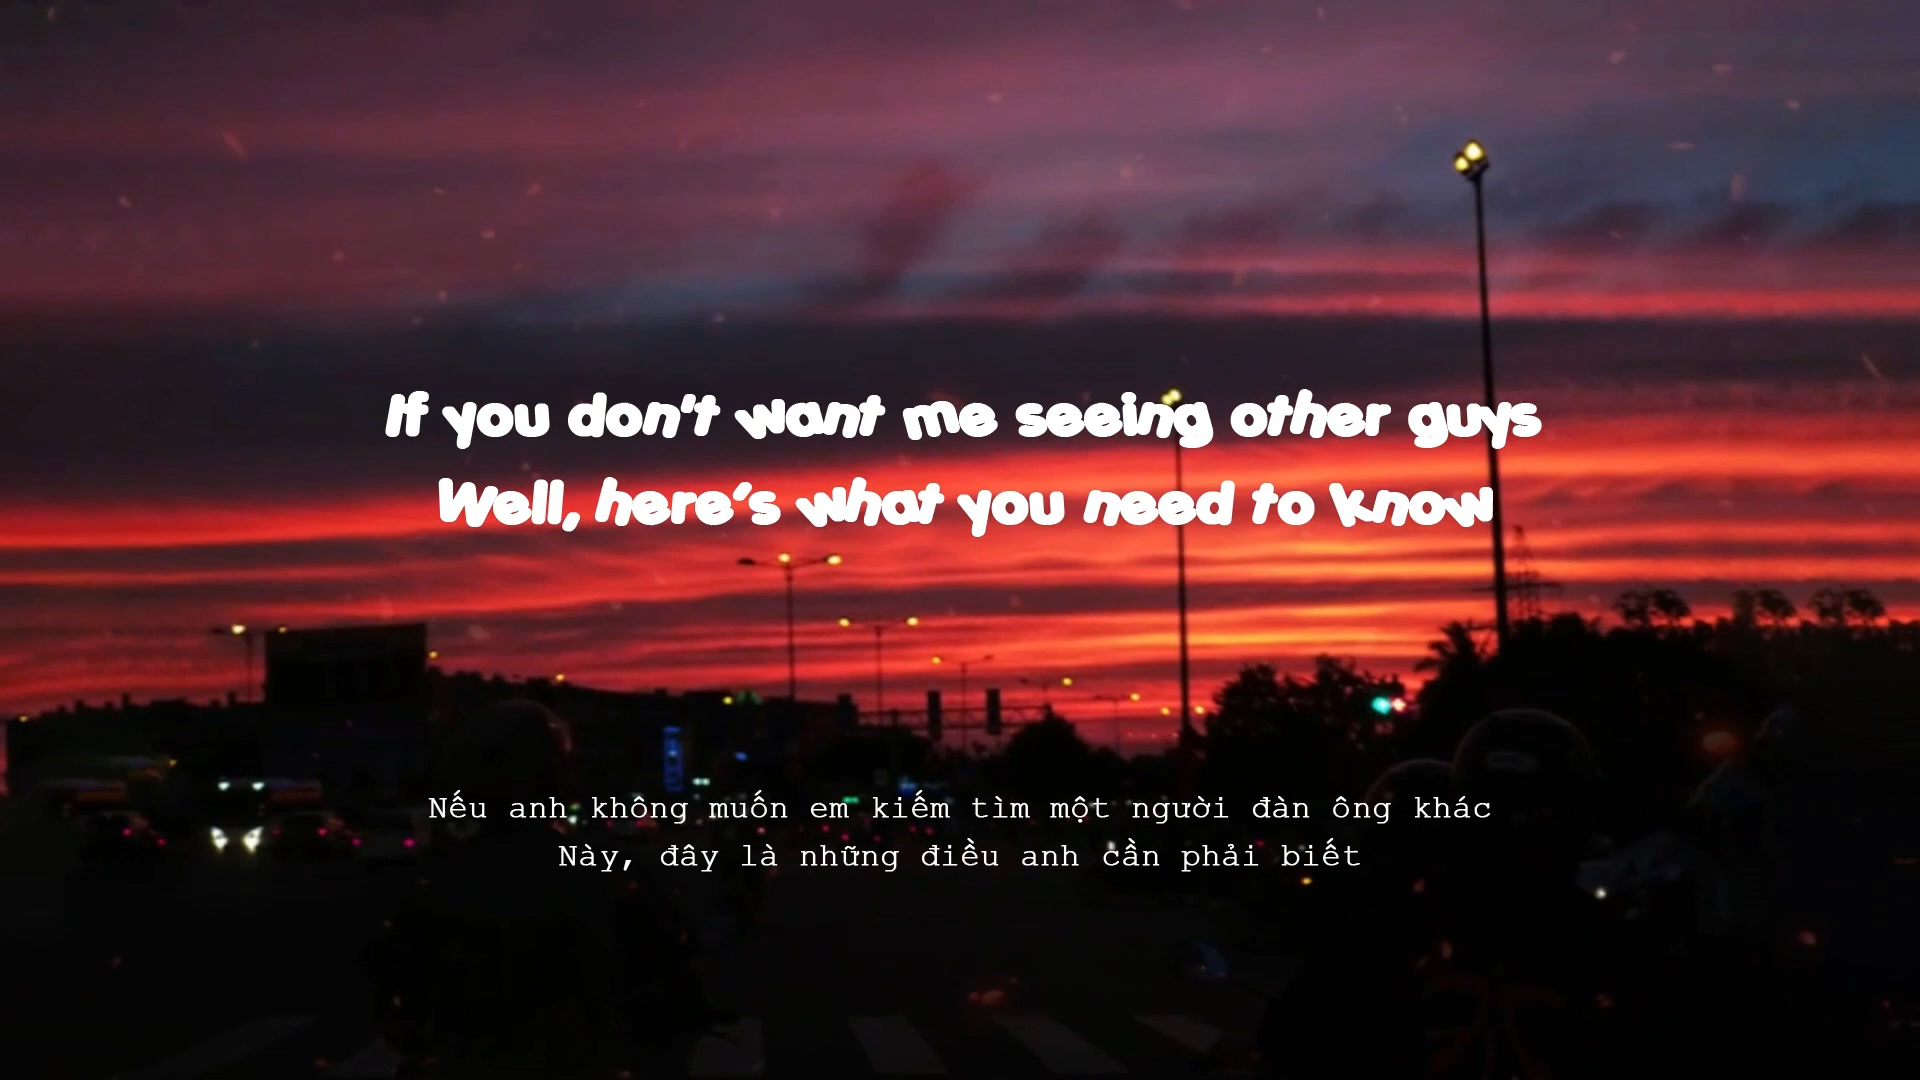 If you don't want me seeing other guys
Well, here's what you need to know
Nếu anh không muốn em kiếm tìm một người đàn ông khác
Này, đây là những điều anh cần phải biết